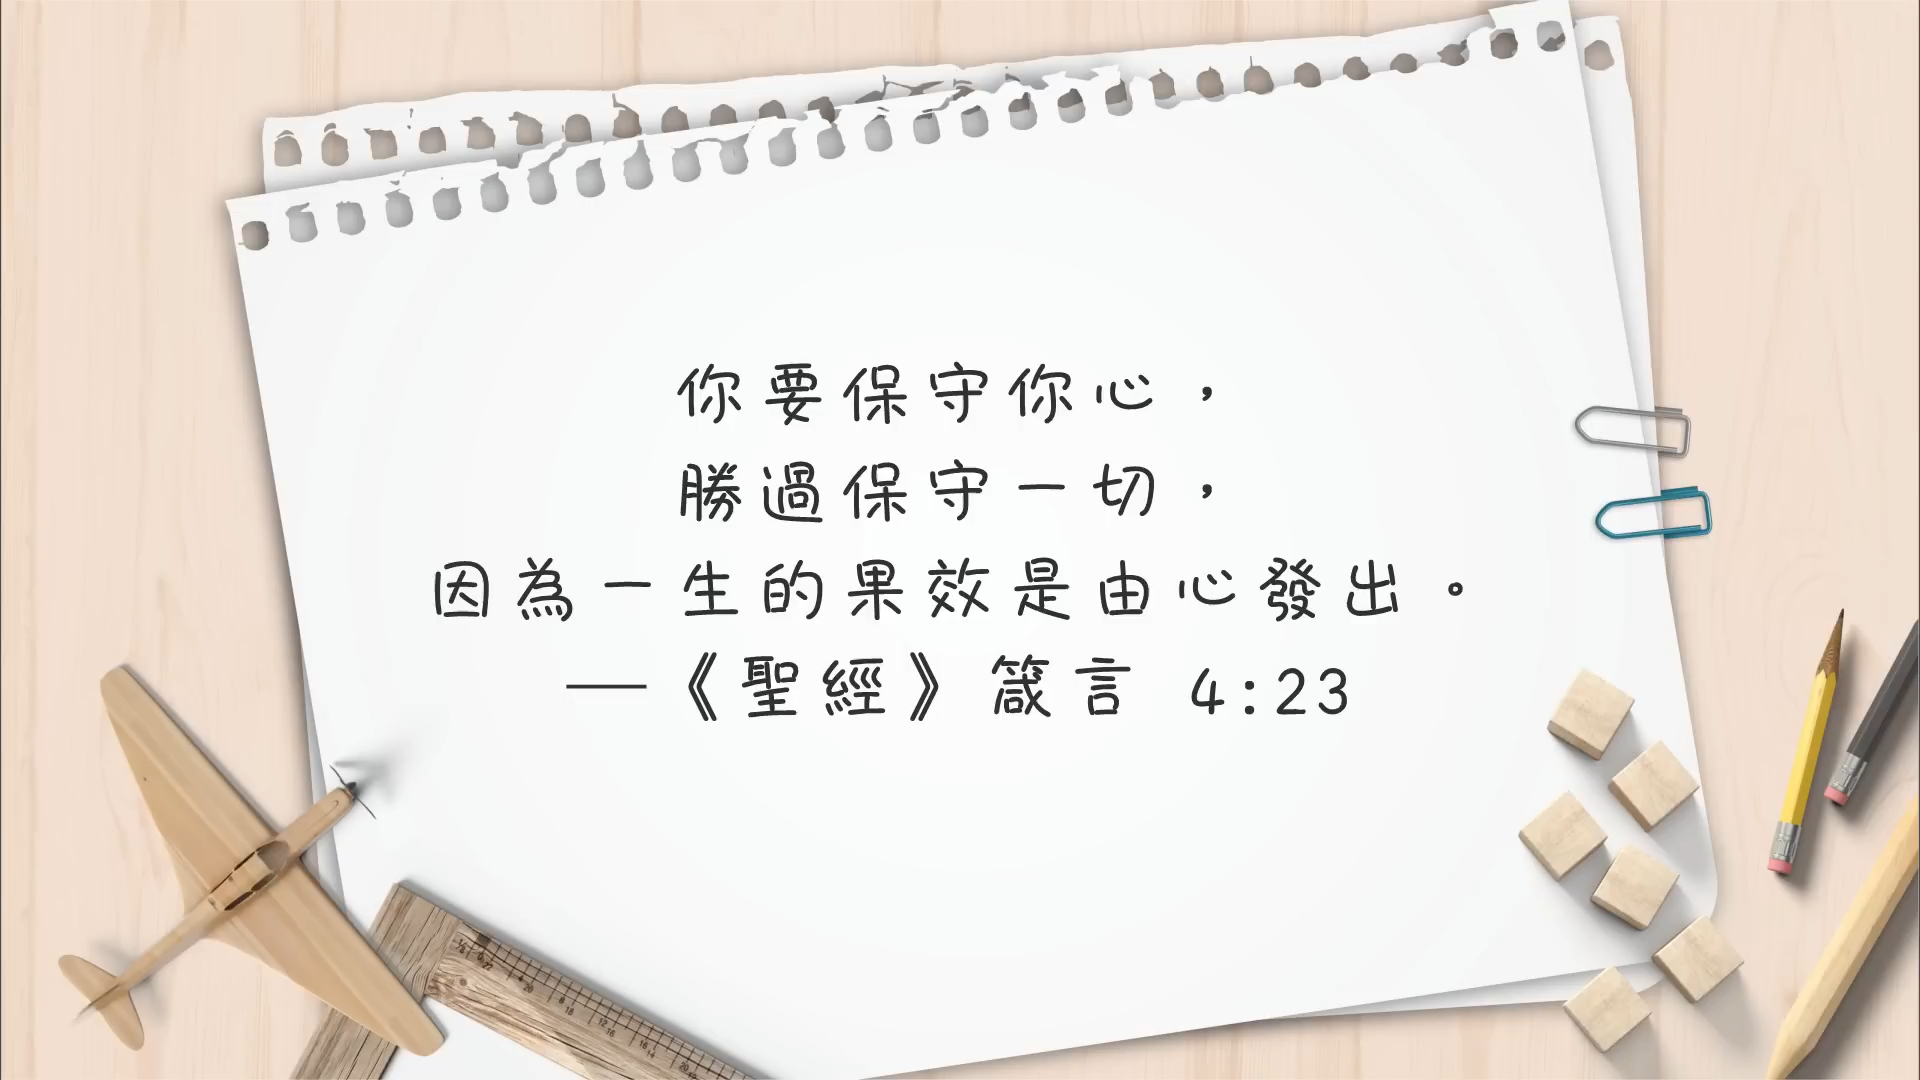 你要保守你心，
勝過保守一切，
因為一生的果效是由心發出。
—《聖經》箴言 4:23